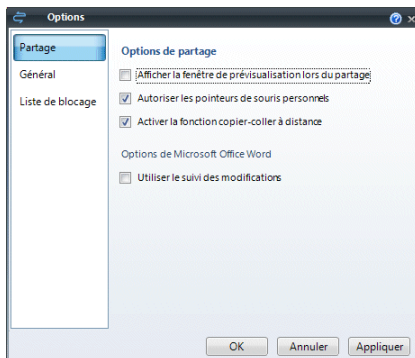 Options
Partage
Général
Liste de blocage
Options de partage
Afficher la fenêtre de prévisualisation lors du partage
Autoriser les pointeurs de souris personnels
Activer la fonction copier-coller à distance
Options de Microsoft Office Word
Utiliser le suivi des modifications
OK
Annuler
Appliquer